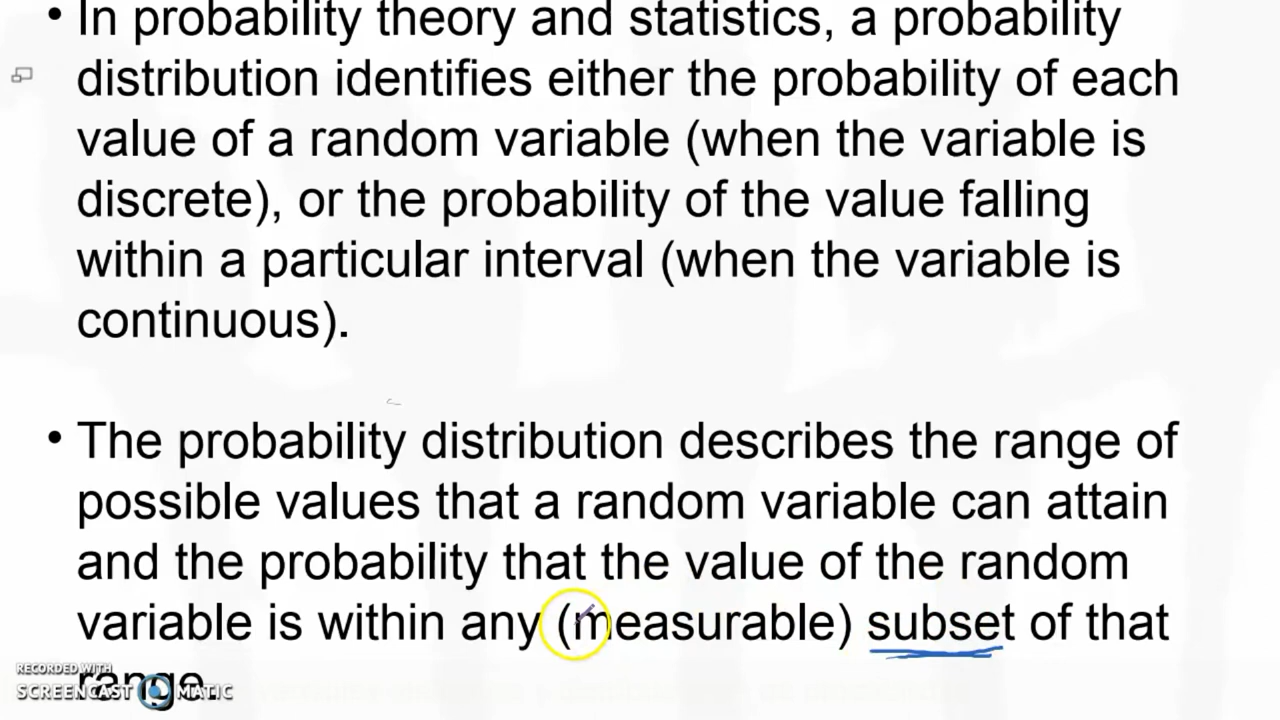 • In probability theory and statistics, a probability
distribution identifies either the probability of each
value of a random variable (when the variable is
discrete), or the probability of the value falling
within a particular interval (when the variable is
continuous).
• The probability distribution describes the range of
possible values that a random variable can attain
and the probability that the value of the random
variable is within any (measurable) subset of that
range.
RECORDED WITH
SCREENCAST MATIC